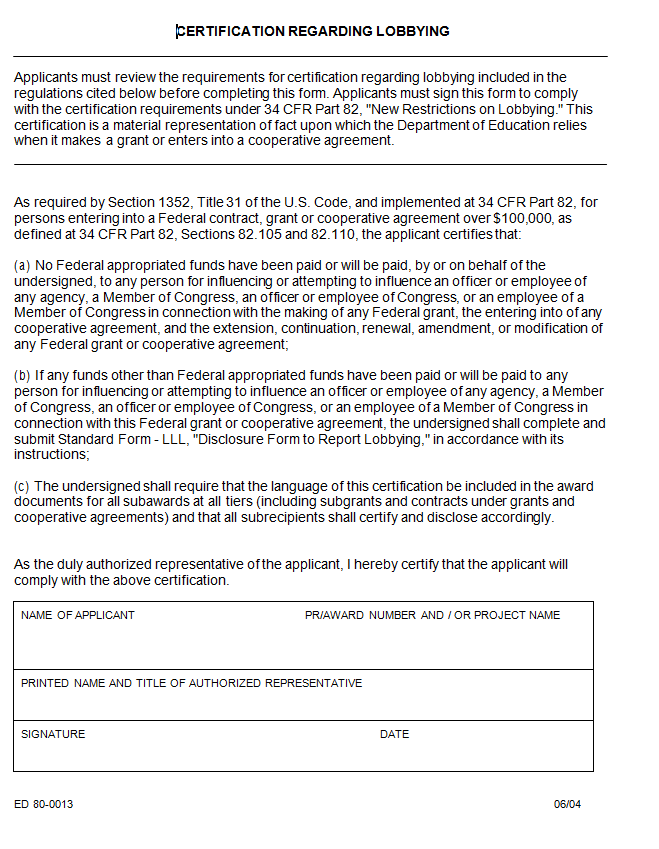 CERTIFICATION REGARDING LOBBYING
Applicants must review the requirements for certification regarding lobbying included in the
regulations cited below before completing this form. Applicants must sign this form to comply
with the certification requirements under 34 CFR Part 82, "New Restrictions on Lobbying." This
certification is a material representation of fact upon which the Department of Education relies
when it makes a grant or enters into a cooperative agreement.
As required by Section 1352, Title 31 of the U.S. Code, and implemented at 34 CFR Part 82, for
persons entering into a Federal contract, grant or cooperative agreement over $100,000, as
defined at 34 CFR Part 82, Sections 82.105 and 82.110, the applicant certifies that:
(a) No Federal appropriated funds have been paid or will be paid, by or on behalf of the
undersigned, to any person for influencing or attempting to influence an officer or employee of
any agency, a Member of Congress, an officer or employee of Congress, or an employee of a
Member of Congress in connection with the making of any Federal grant, the entering into of any
cooperative agreement, and the extension, continuation, renewal, amendment, or modification of
any Federal grant or cooperative agreement;
(b) If any funds other than Federal appropriated funds have been paid or will be paid to any
person for influencing or attempting to influence an officer or employee of any agency, a Member
of Congress, an officer or employee of Congress, or an employee of a Member of Congress in
connection with this Federal grant or cooperative agreement, the undersigned shall complete and
submit Standard Form - LLL, "Disclosure Form to Report Lobbying," in accordance with its
instructions;
(c) The undersigned shall require that the language of this certification be included in the award
documents for all subawards at all tiers (including subgrants and contracts under grants and
cooperative agreements) and that all subrecipients shall certify and disclose accordingly.
As the duly authorized representative of the applicant, I hereby certify that the applicant will
comply with the above certification.
NAME OF APPLICANT PR/AWARD NUMBER AND / OR PROJECT NAME
PRINTED NAME AND TITLE OF AUTHORIZED REPRESENTATIVE
SIGNATURE DATE
ED 80-0013 06/04